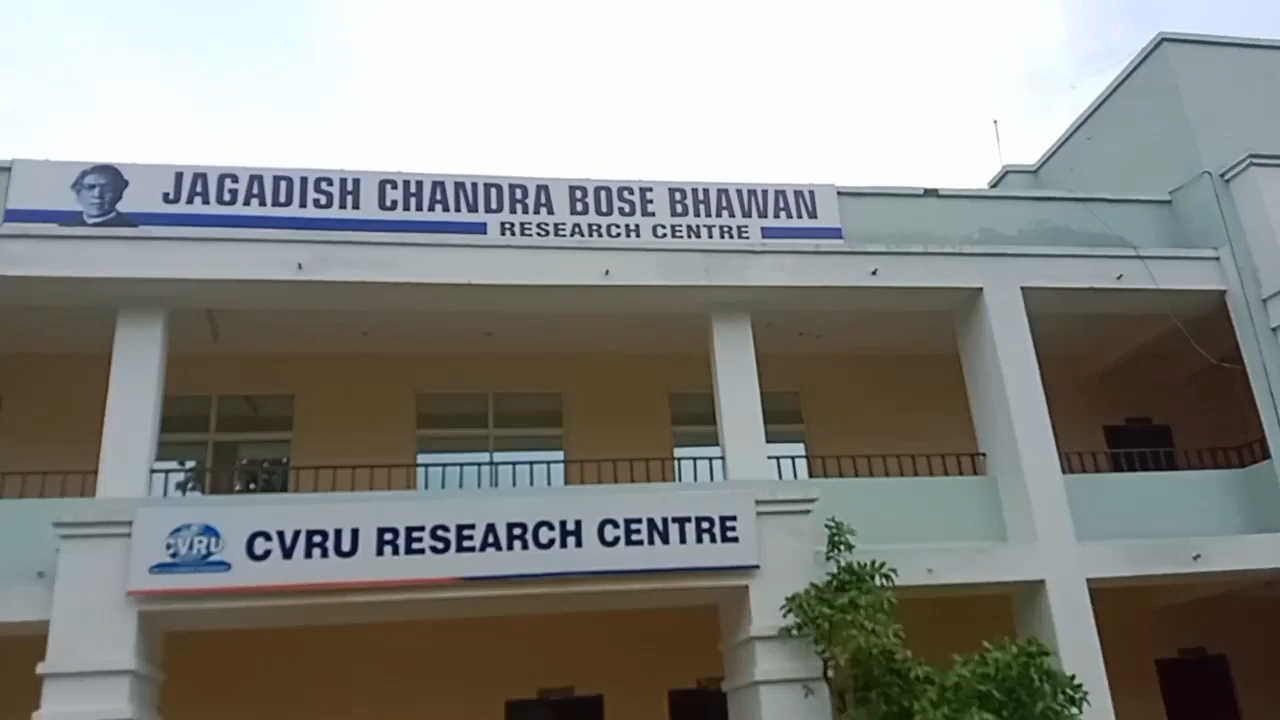 JAGADISH CHANDRA BOSE BHAWAN
RESEARCH CENTRE
CVRU
CVRU RESEARCH CENTRE